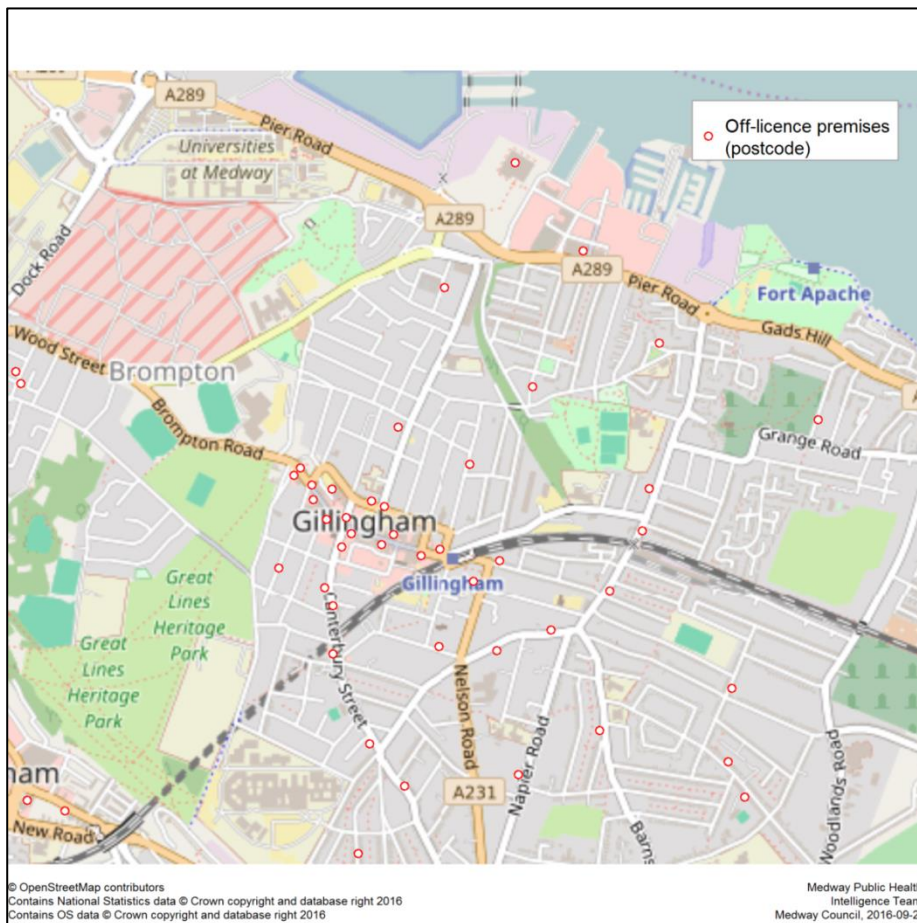 A289
Pier Road
Universities
at Medway
Off-licence premises
(postcode)
A289
Dock Road
A289
Pier Road
Fort Apache
Gads Hill
Wood Street
Brompton
Brompton Road
Grange Road
Gillingham
Gillingham
Great
Lines
Heritage
Park
Great
Lines
Heritage
Park
Canterbury Street
Nelson Road
Napier Road
Woodlands Road
ham
A231
New Road
Barns
© OpenStreetMap contributors
Contains National Statistics data © Crown copyright and database right 2016
Contains OS data © Crown copyright and database right 2016
Medway Public Health
Intelligence Team
Medway Council, 2016-09-2